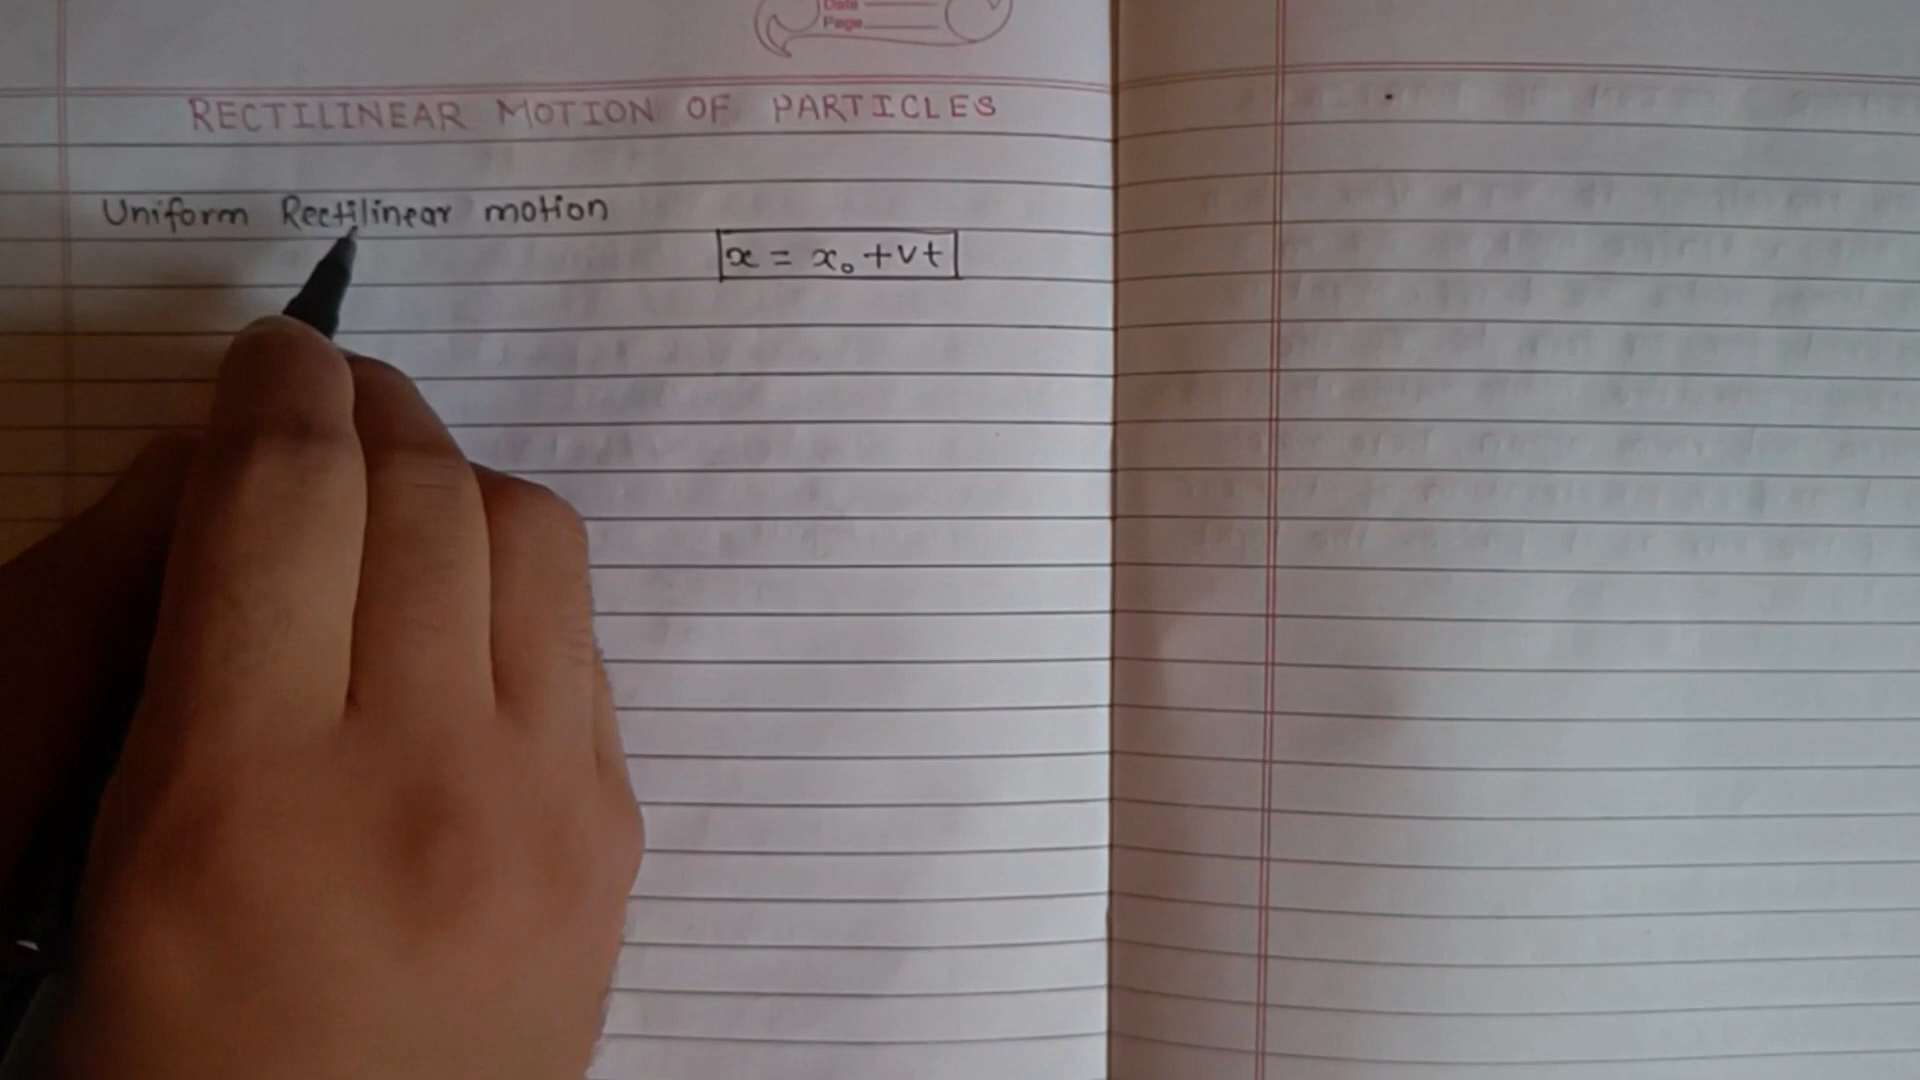 Date
Page
RECTILINEAR MOTION OF PARTICLES
Uniform Rectilinear motion
x = x₀ + vt